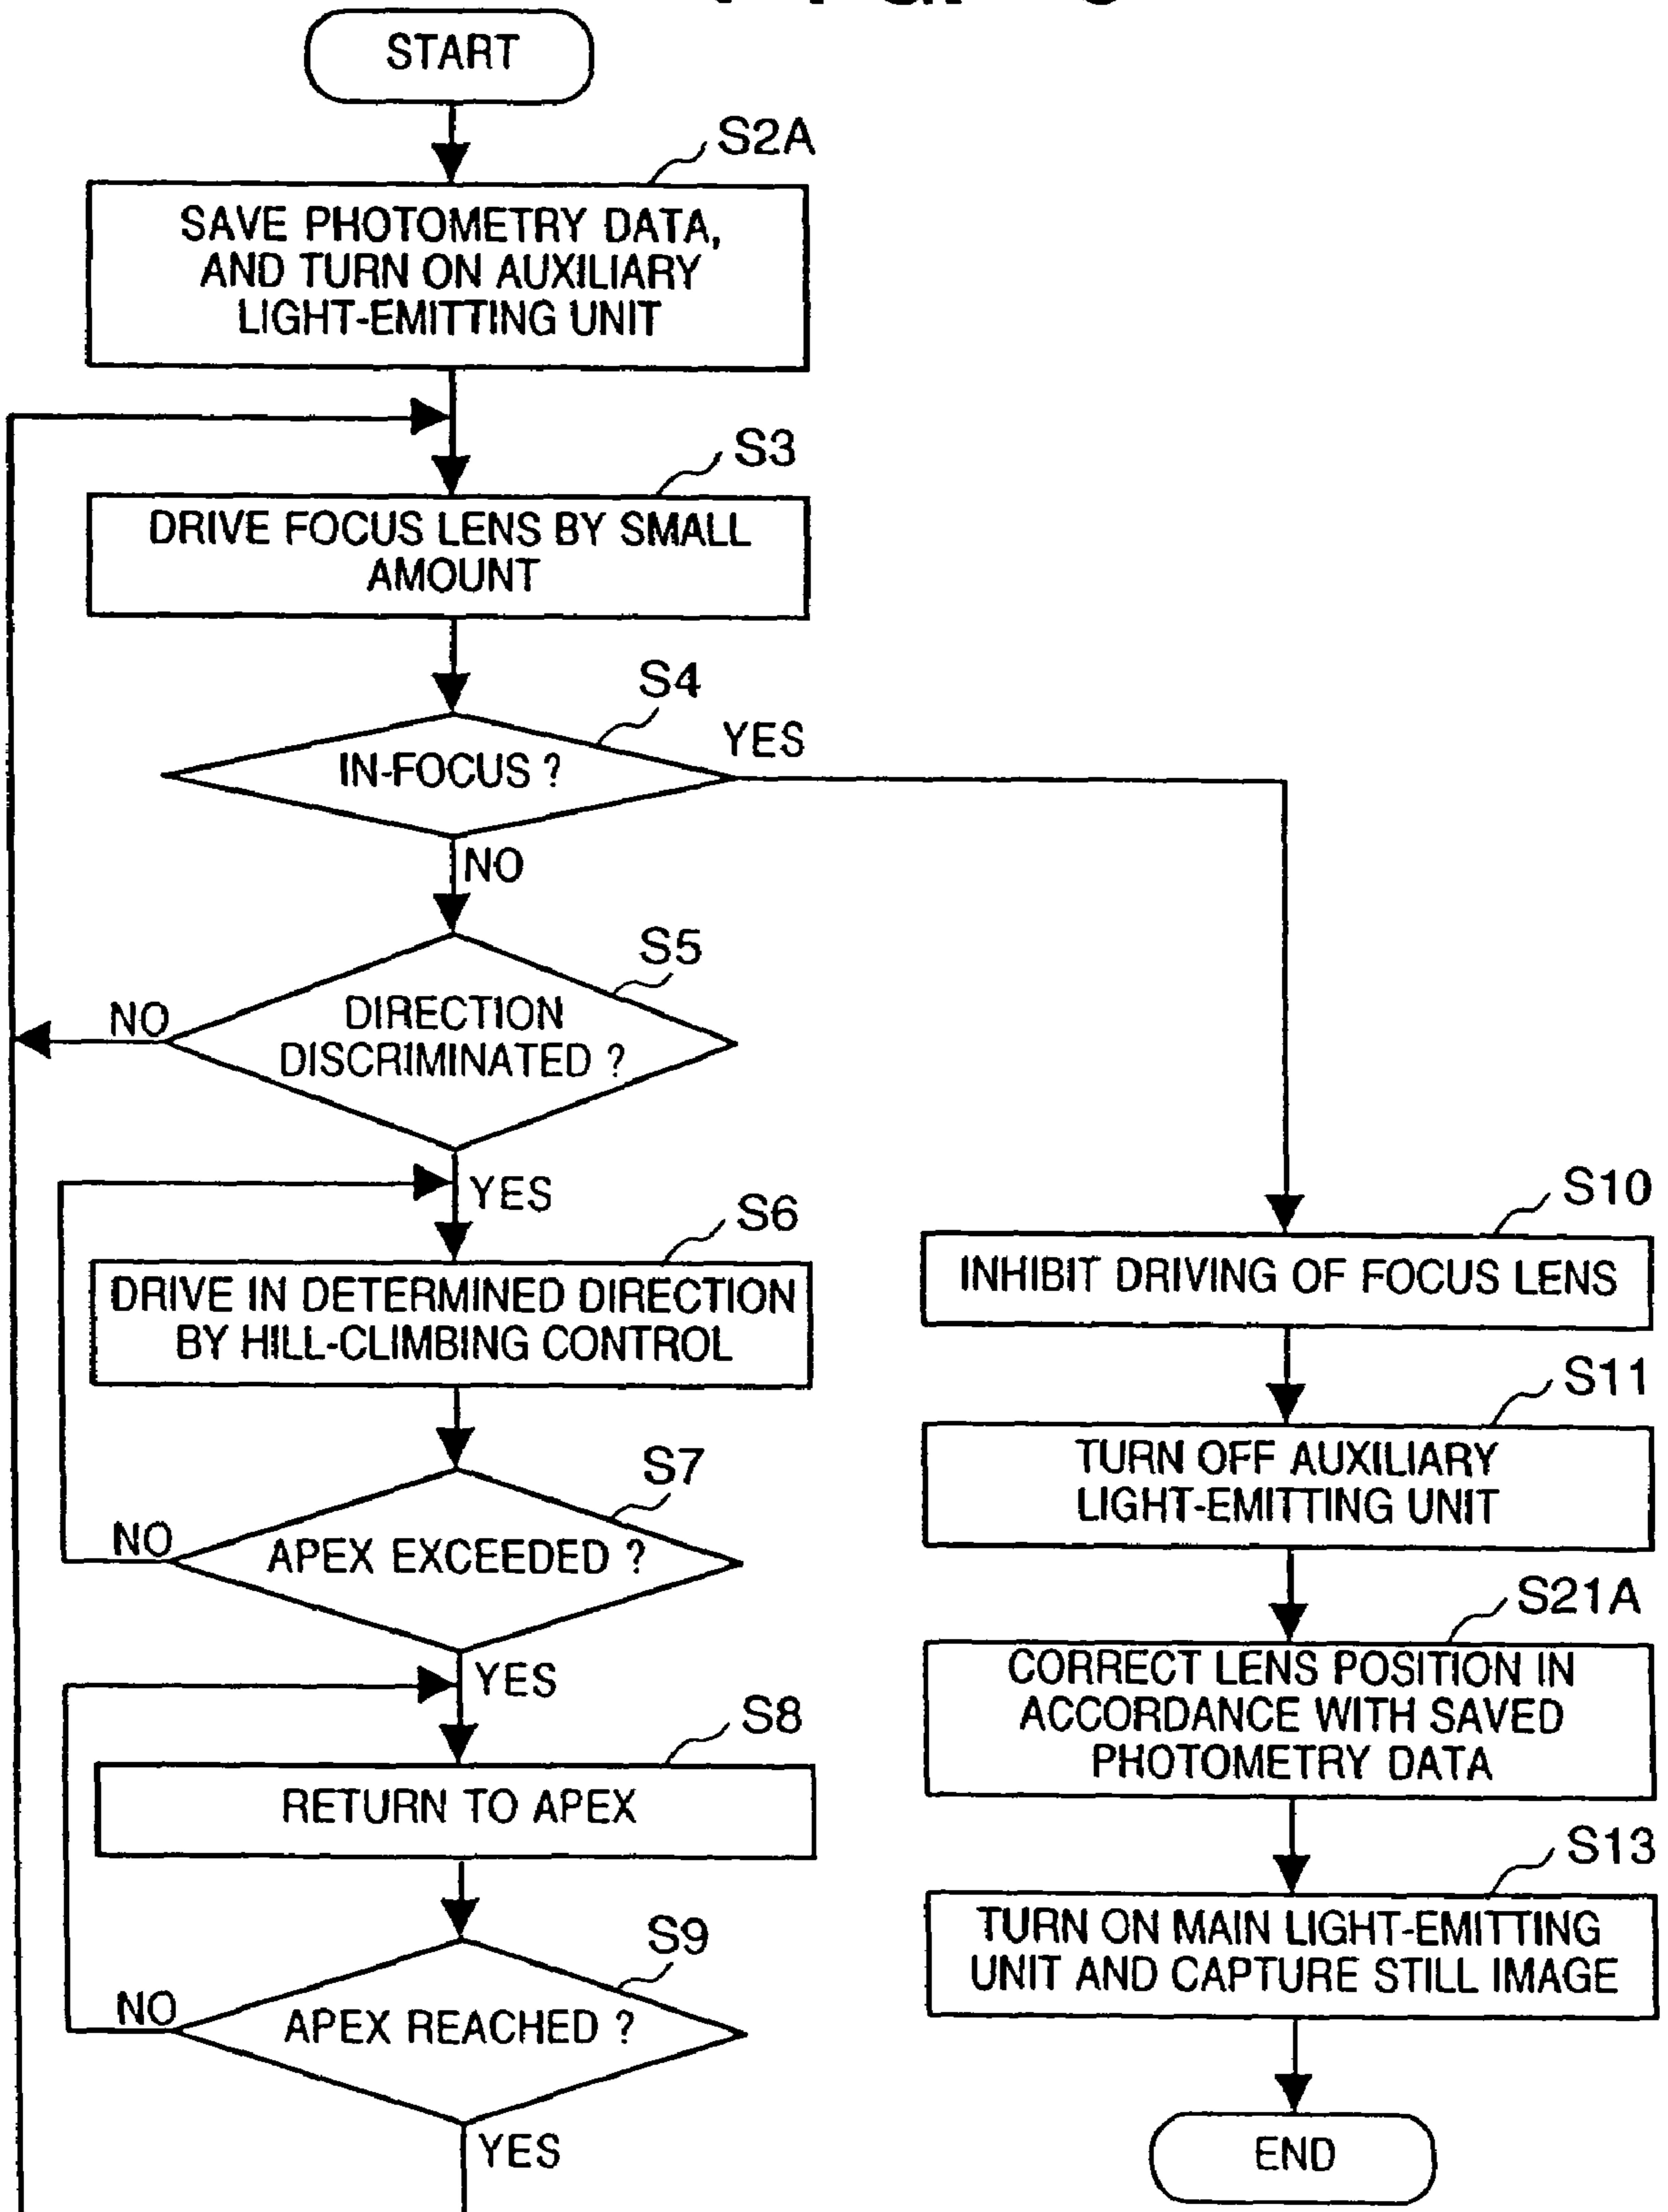 START
S2A
SAVE PHOTOMETRY DATA,
AND TURN ON AUXILIARY
LIGHT-EMITTING UNIT
S3
DRIVE FOCUS LENS BY SMALL
AMOUNT
S4
IN-FOCUS ?
YES
NO
S5
DIRECTION
DISCRIMINATED ?
NO
YES
S6
DRIVE IN DETERMINED DIRECTION
BY HILL-CLIMBING CONTROL
S7
APEX EXCEEDED ?
NO
YES
S8
RETURN TO APEX
S9
APEX REACHED ?
NO
YES
S10
INHIBIT DRIVING OF FOCUS LENS
S11
TURN OFF AUXILIARY
LIGHT-EMITTING UNIT
S21A
CORRECT LENS POSITION IN
ACCORDANCE WITH SAVED
PHOTOMETRY DATA
S13
TURN ON MAIN LIGHT-EMITTING
UNIT AND CAPTURE STILL IMAGE
END